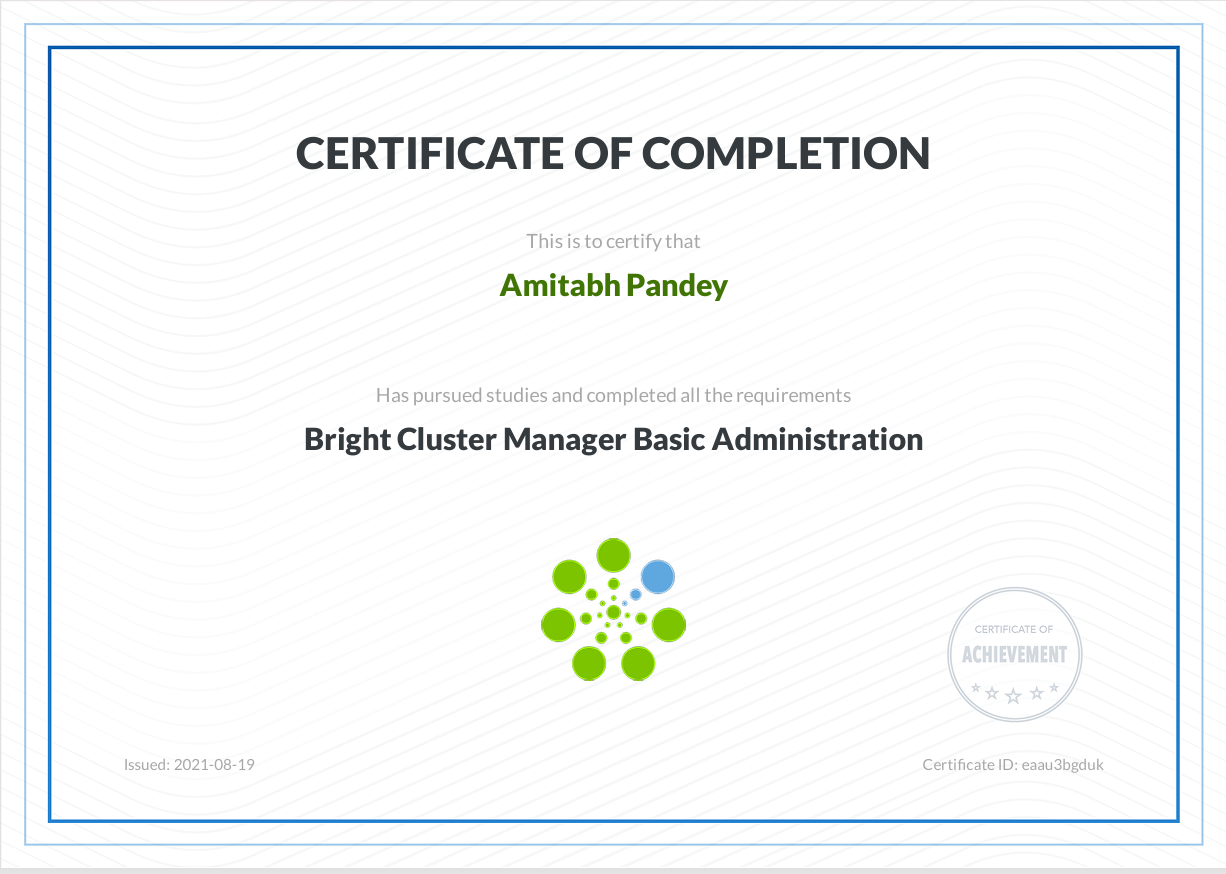 CERTIFICATE OF COMPLETION
This is to certify that
Amitabh Pandey
Has pursued studies and completed all the requirements
Bright Cluster Manager Basic Administration
CERTIFICATE OF
ACHIEVEMENT
Issued: 2021-08-19
Certificate ID: eaau3bgduk